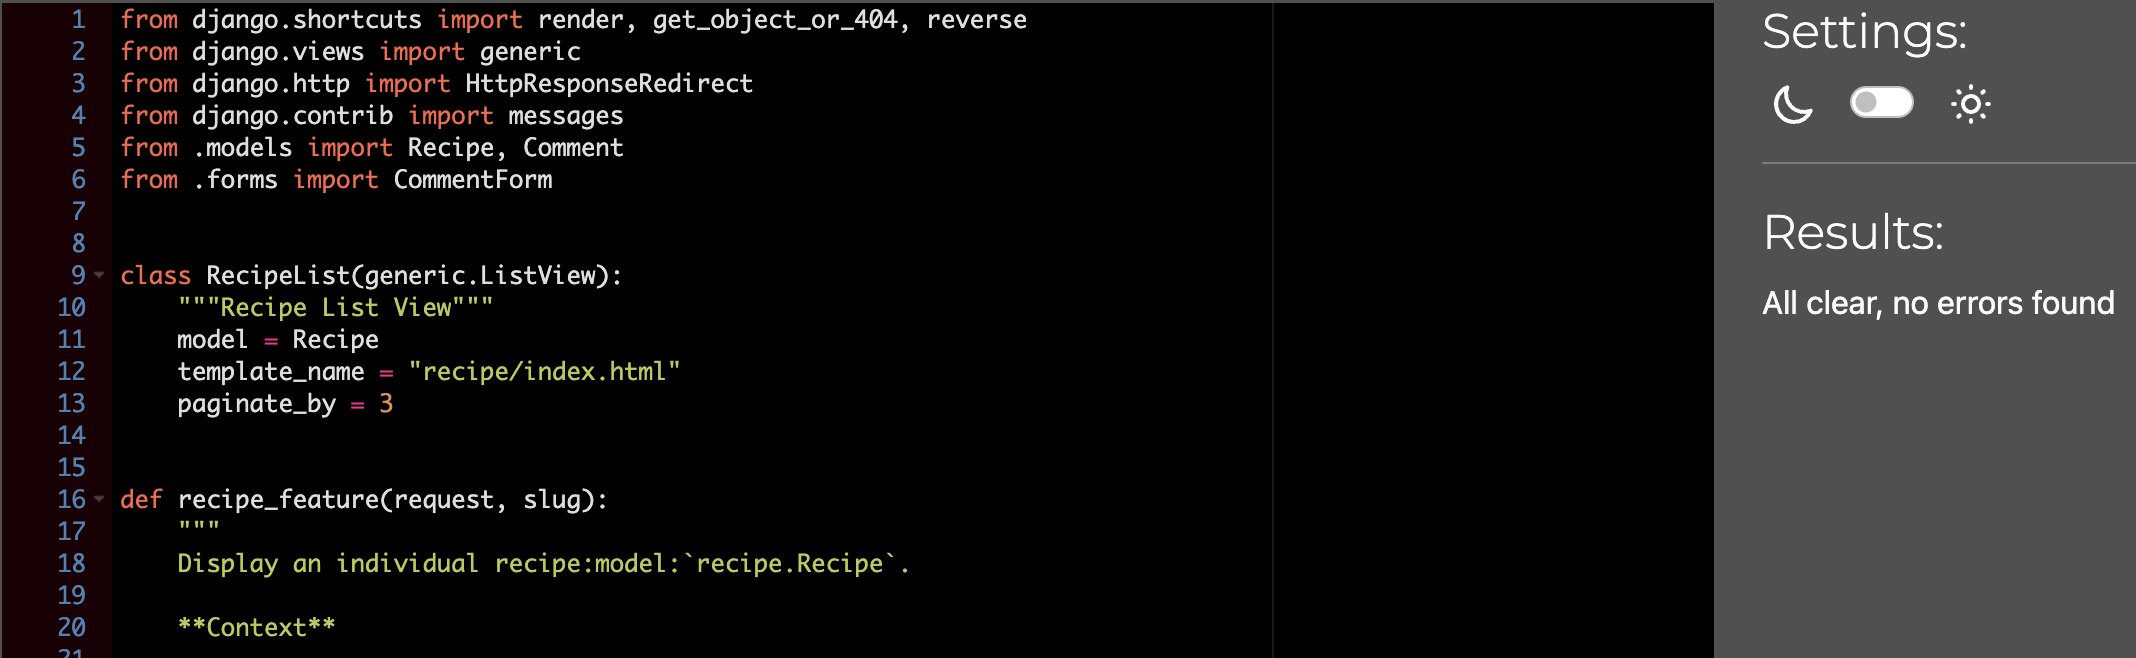 1 from django.shortcuts import render, get_object_or_404, reverse
2 from django.views import generic
3 from django.http import HttpResponseRedirect
4 from django.contrib import messages
5 from .models import Recipe, Comment
6 from .forms import CommentForm
7
8
9 class RecipeList(generic.ListView):
10     """Recipe List View"""
11     model = Recipe
12     template_name = "recipe/index.html"
13     paginate_by = 3
14
15
16 def recipe_feature(request, slug):
17     """
18     Display an individual recipe:model:`recipe.Recipe`.
19
20     **Context**
21
Settings:
Results:
All clear, no errors found